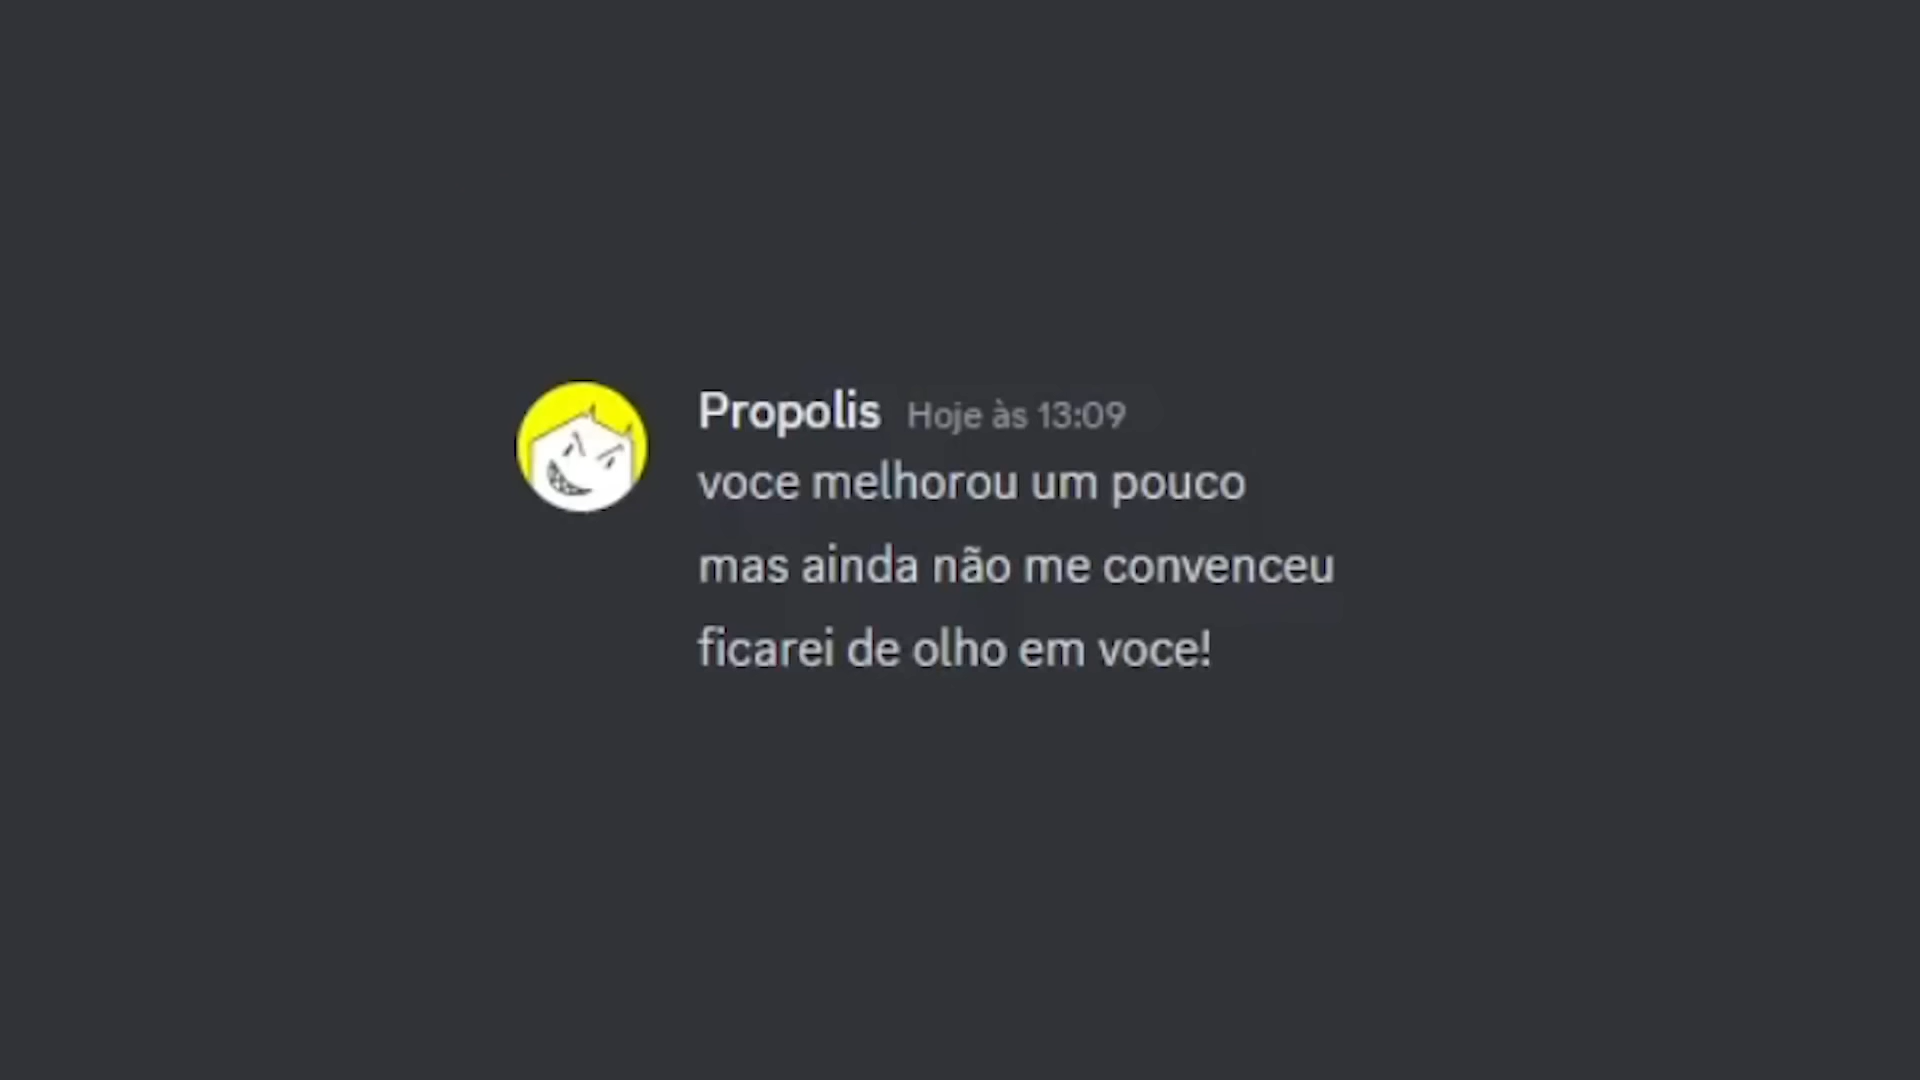 Propolis Hoje às 13:09
voce melhorou um pouco
mas ainda não me convenceu
ficarei de olho em voce!